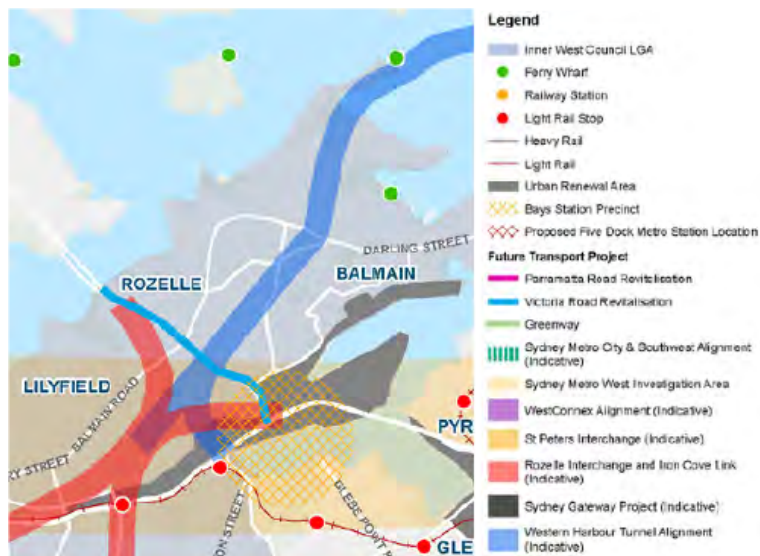 DARLING STREET
BALMAIN
ROZELLE
LILYFIELD
BALMAIN ROAD
RY STREET
PYR
ON STREET
GLEBE POINT R
GLE
Legend
Inner West Council LGA
Ferry Wharf
Railway Station
Light Rail Stop
Heavy Rail
Light Rail
Urban Renewal Area
Bays Station Precinct
Proposed Five Dock Metro Station Location
Future Transport Project
Parramatta Road Revitalisation
Victoria Road Revitalisation
Greenway
Sydney Metro City & Southwest Alignment
(Indicative)
Sydney Metro West Investigation Area
WestConnex Alignment (Indicative)
St Peters Interchange (Indicative)
Rozelle Interchange and Iron Cove Link
(Indicative)
Sydney Gateway Project (Indicative)
Western Harbour Tunnel Alignment
(Indicative)